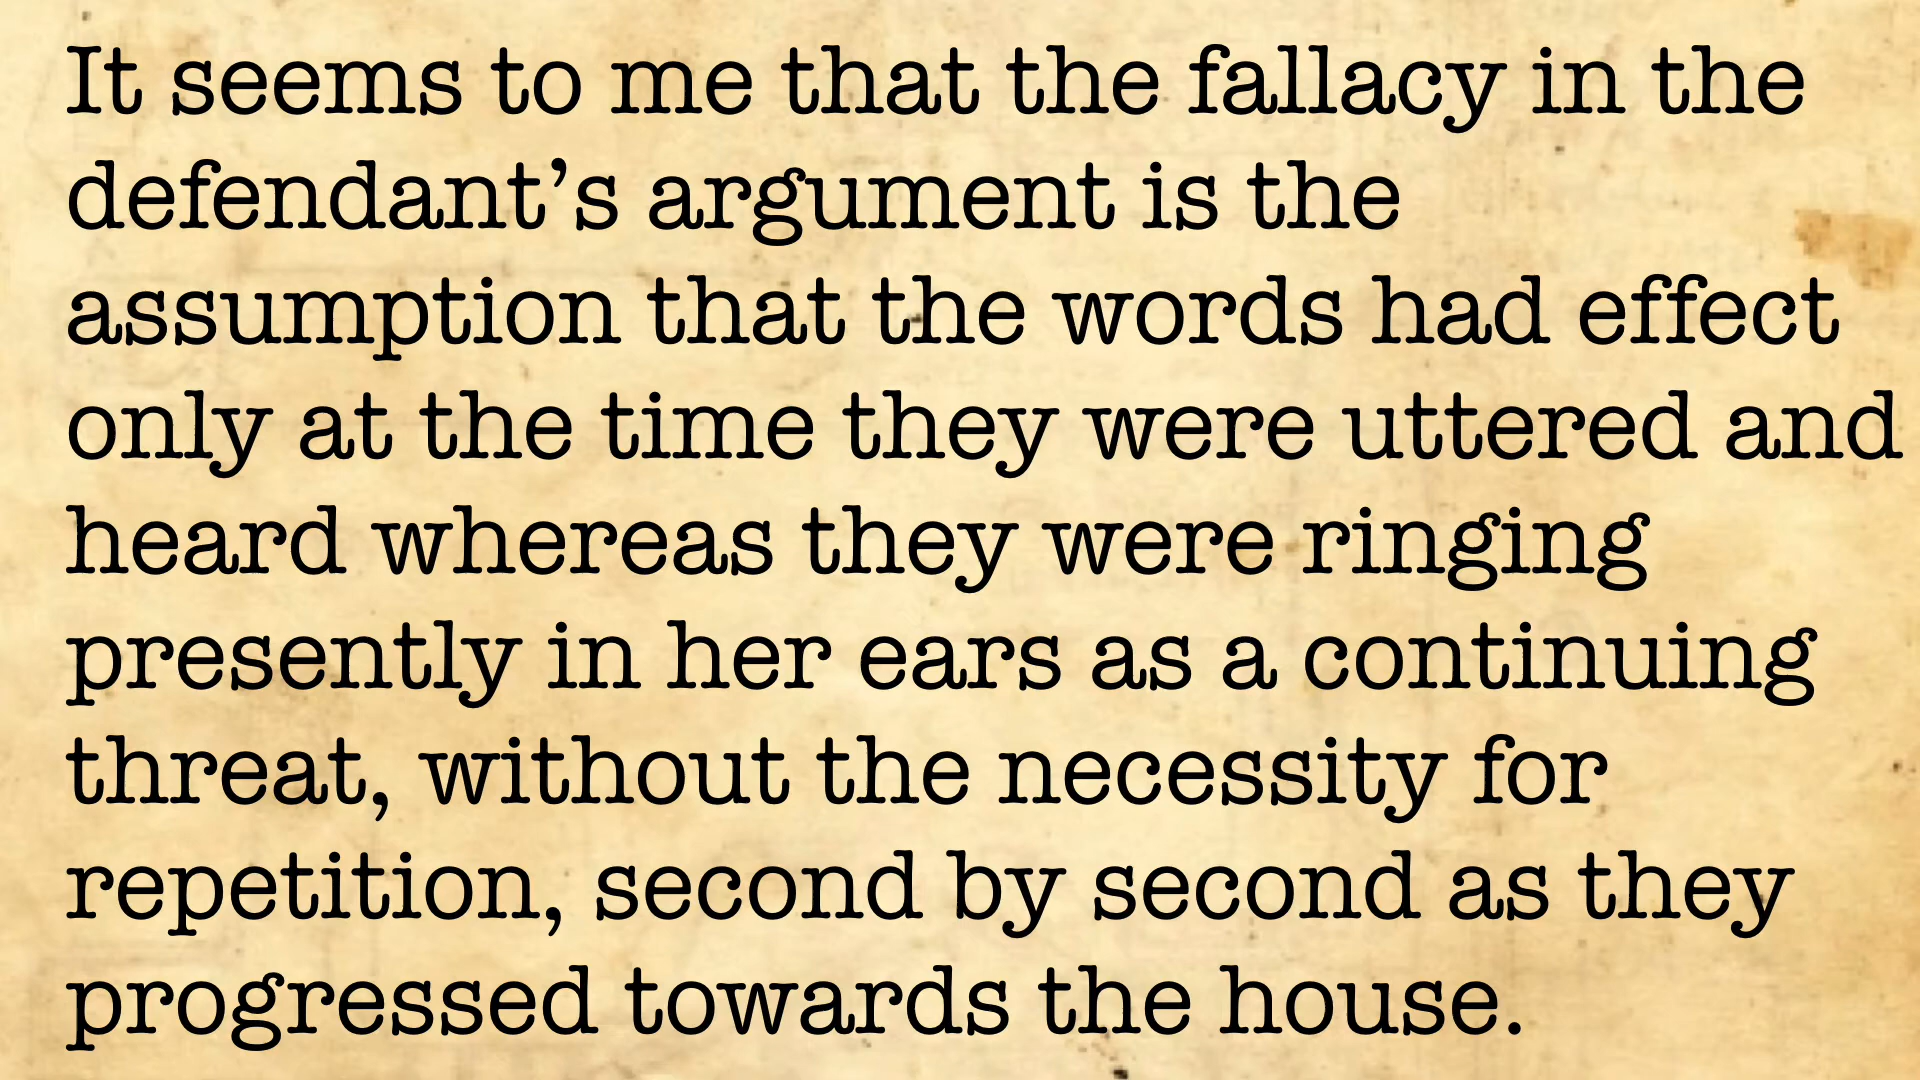 It seems to me that the fallacy in the
defendant’s argument is the
assumption that the words had effect
only at the time they were uttered and
heard whereas they were ringing
presently in her ears as a continuing
threat, without the necessity for
repetition, second by second as they
progressed towards the house.